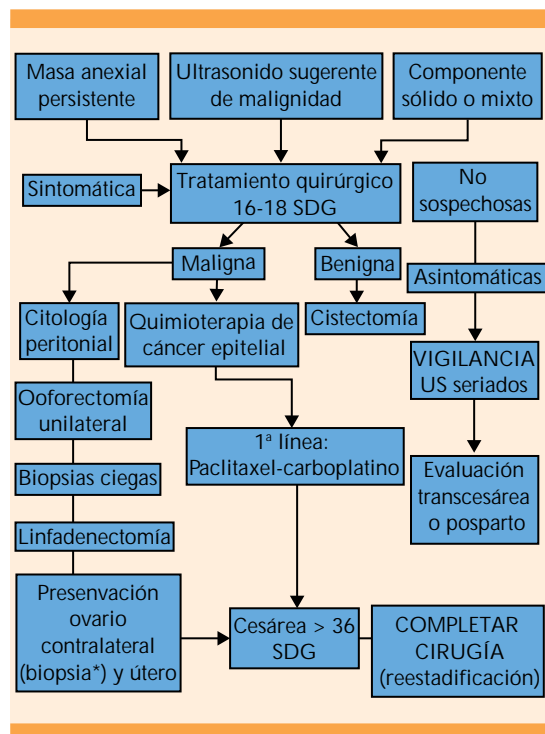 Masa anexial
persistente
Ultrasonido sugerente
de malignidad
Componente
sólido o mixto
Sintomática
Tratamiento quirúrgico
16-18 SDG
No
sospechosas
Maligna
Benigna
Asintomáticas
Citología
peritonial
Quimioterapia de
cáncer epitelial
Cistectomía
VIGILANCIA
US seriados
Ooforectomía
unilateral
1ª línea:
Paclitaxel-carboplatino
Evaluación
transcesárea
o posparto
Biopsias ciegas
Linfadenectomía
Presenvación
ovario
contralateral
(biopsia*) y útero
Cesárea > 36
SDG
COMPLETAR
CIRUGÍA
(reestadificación)